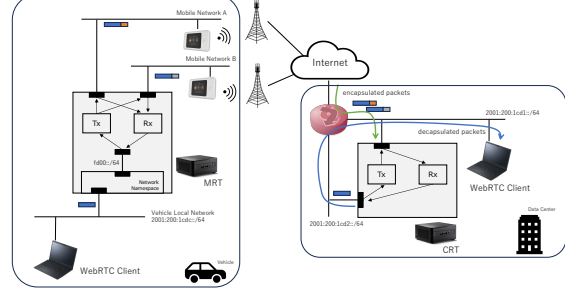 Mobile Network A
Mobile Network B
Internet
encapsulated packets
2001:200:1cd1::/64
decapsulated packets
Tx
Rx
fd00::/64
Network
Namespace
MRT
Tx
Rx
WebRTC Client
Vehicle Local Network
2001:200:1cdc::/64
2001:200:1cd2::/64
Data Center
CRT
WebRTC Client
Vehicle